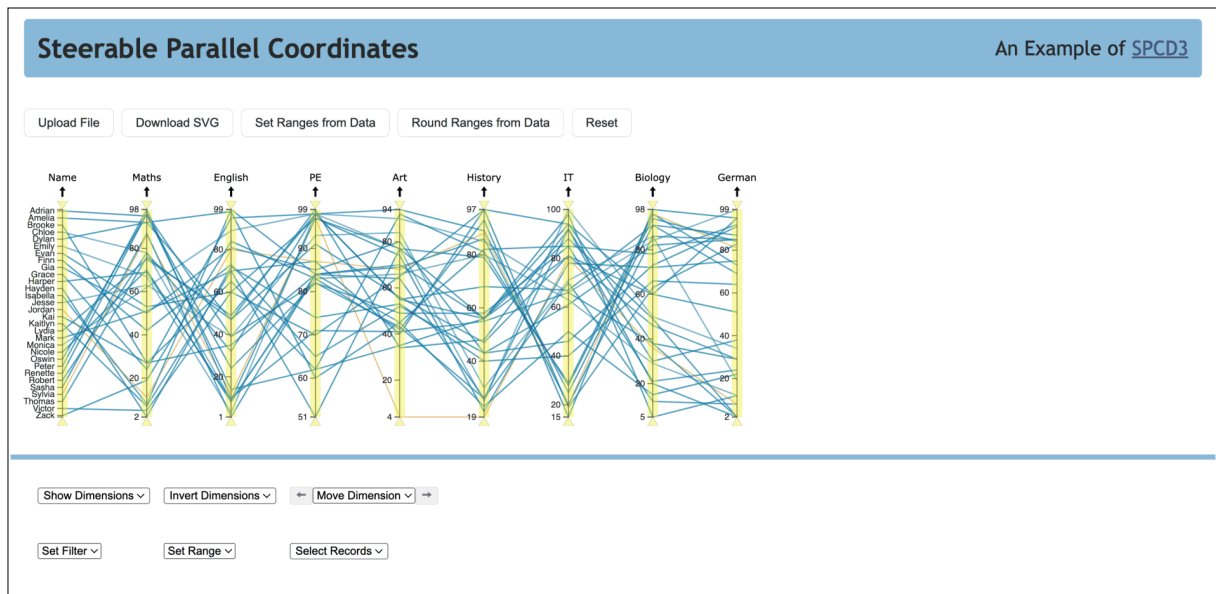 Steerable Parallel Coordinates
An Example of SPCD3
Upload File Download SVG Set Ranges from Data Round Ranges from Data Reset
Name Maths English PE Art History IT Biology German
Adrian
Amelia
Brooke
Chloe
Dylan
Emily
Evan
Finn
Gia
Grace
Harper
Hayden
Isabella
Jesse
Jordan
Kai
Kaitlyn
Lydia
Mark
Monica
Nicole
Oswin
Peter
Renette
Robert
Sasha
Sylvia
Thomas
Victor
Zack
98
80
60
40
20
2
99
80
60
40
20
1
99
90
80
70
60
51
94
80
60
40
20
4
97
80
60
40
19
100
80
60
40
20
15
98
80
60
40
20
5
99
80
60
40
20
2
Show Dimensions Invert Dimensions ← Move Dimension →
Set Filter Set Range Select Records